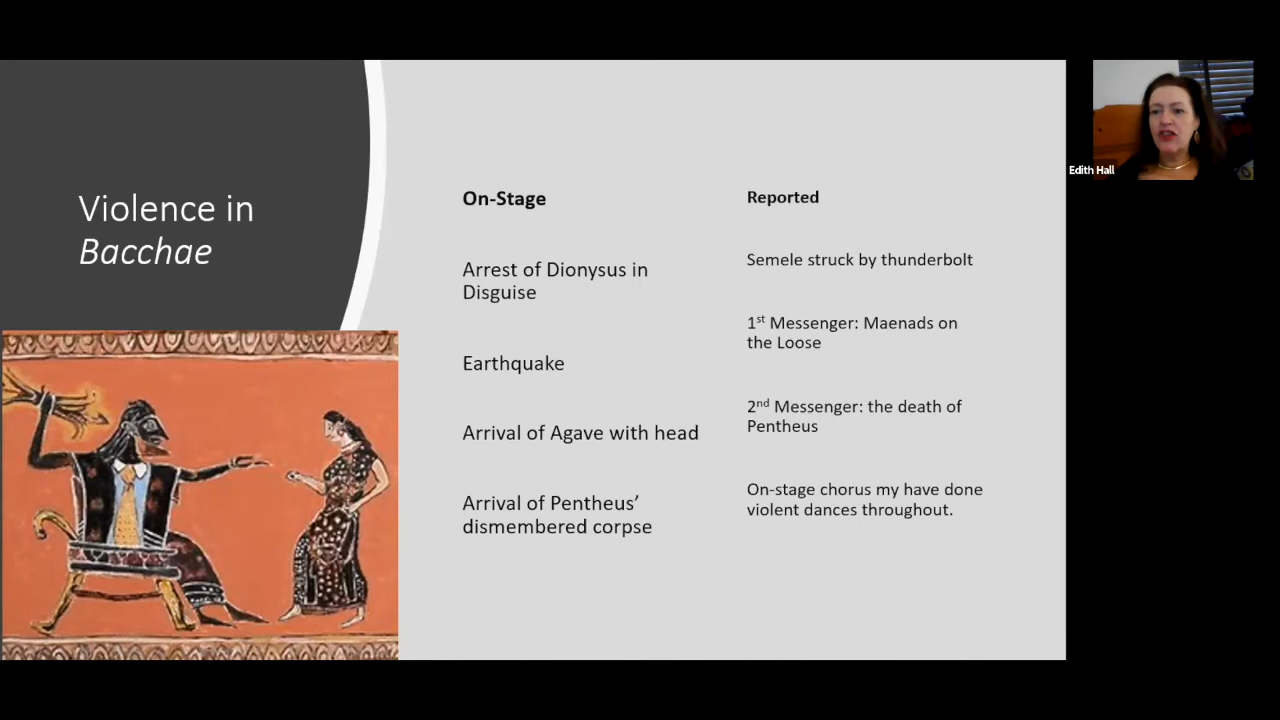 Violence in
Bacchae
On-Stage
Arrest of Dionysus in
Disguise
Earthquake
Arrival of Agave with head
Arrival of Pentheus’
dismembered corpse
Reported
Semele struck by thunderbolt
1st Messenger: Maenads on
the Loose
2nd Messenger: the death of
Pentheus
On-stage chorus my have done
violent dances throughout.
Edith Hall